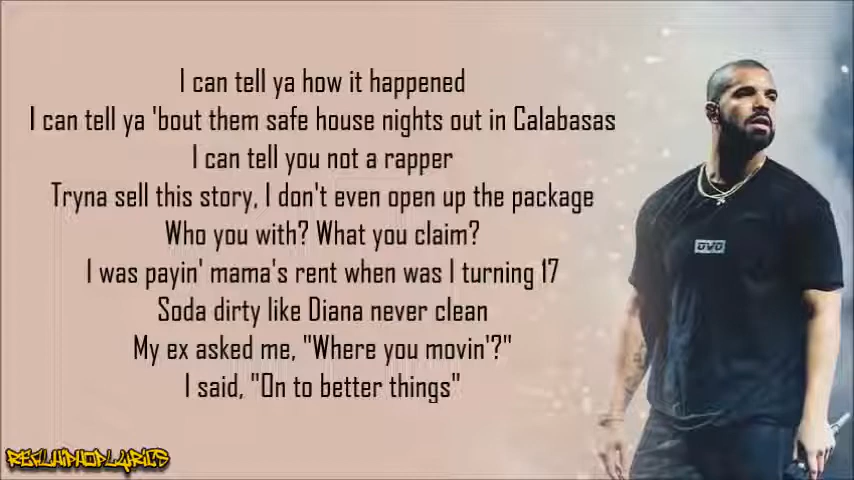 I can tell ya how it happened
I can tell ya 'bout them safe house nights out in Calabasas
I can tell you not a rapper
Tryna sell this story, I don't even open up the package
Who you with? What you claim?
I was payin' mama's rent when was I turning 17
Soda dirty like Diana never clean
My ex asked me, "Where you movin'?"
I said, "On to better things"
OVO
REALHIPHOPLYRICS